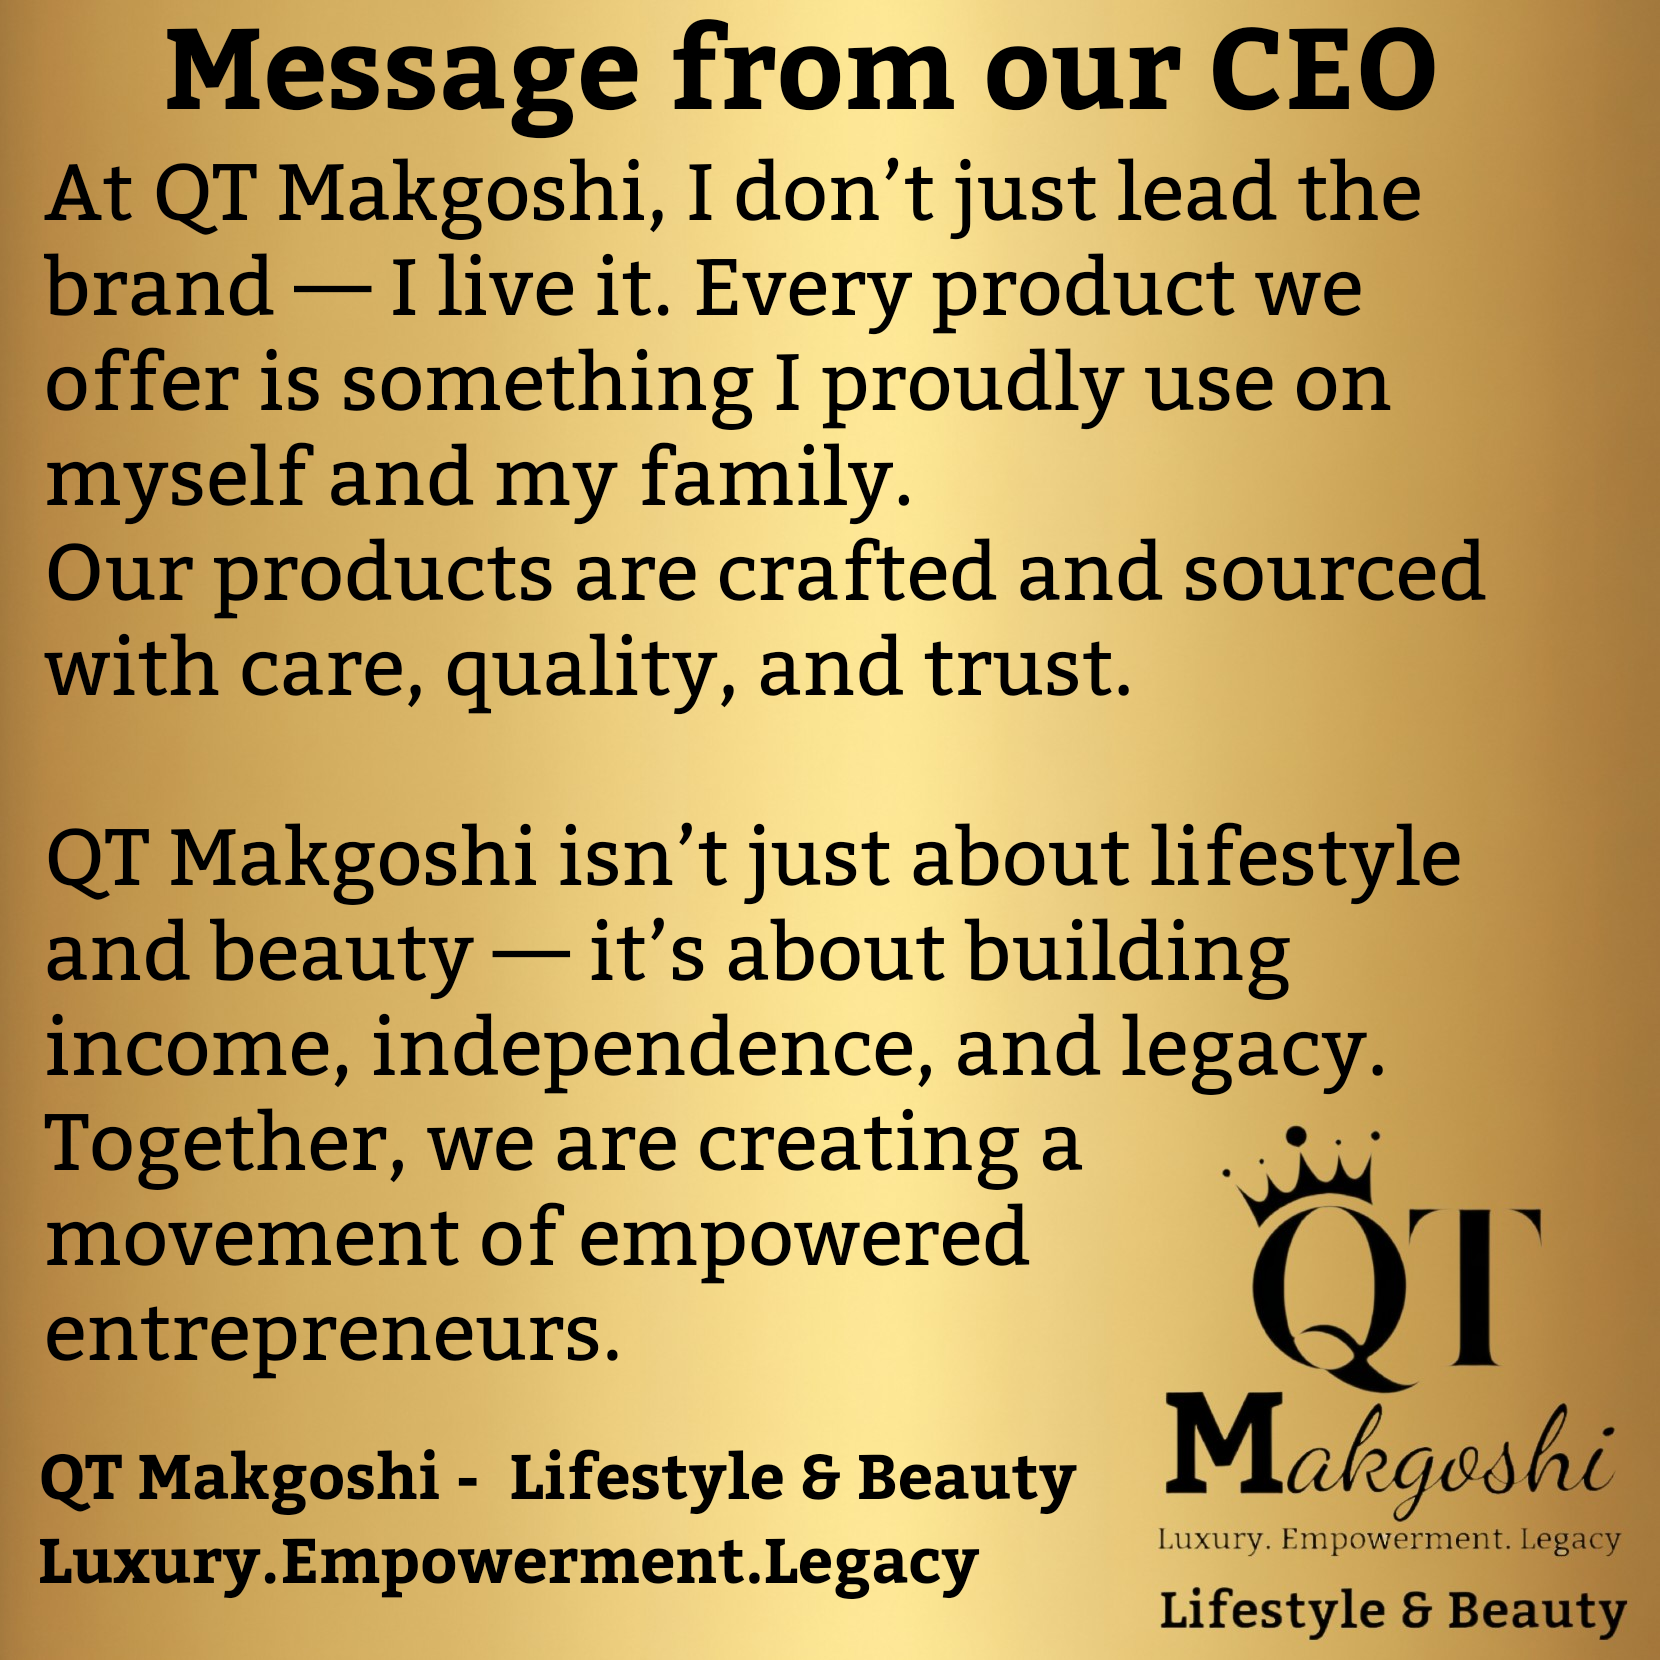 Message from our CEO
At QT Makgoshi, I don’t just lead the
brand — I live it. Every product we
offer is something I proudly use on
myself and my family.
Our products are crafted and sourced
with care, quality, and trust.
QT Makgoshi isn’t just about lifestyle
and beauty — it’s about building
income, independence, and legacy.
Together, we are creating a
movement of empowered
entrepreneurs.
QT Makgoshi -  Lifestyle & Beauty
Luxury.Empowerment.Legacy
QT
Makgoshi
Luxury. Empowerment. Legacy
Lifestyle & Beauty